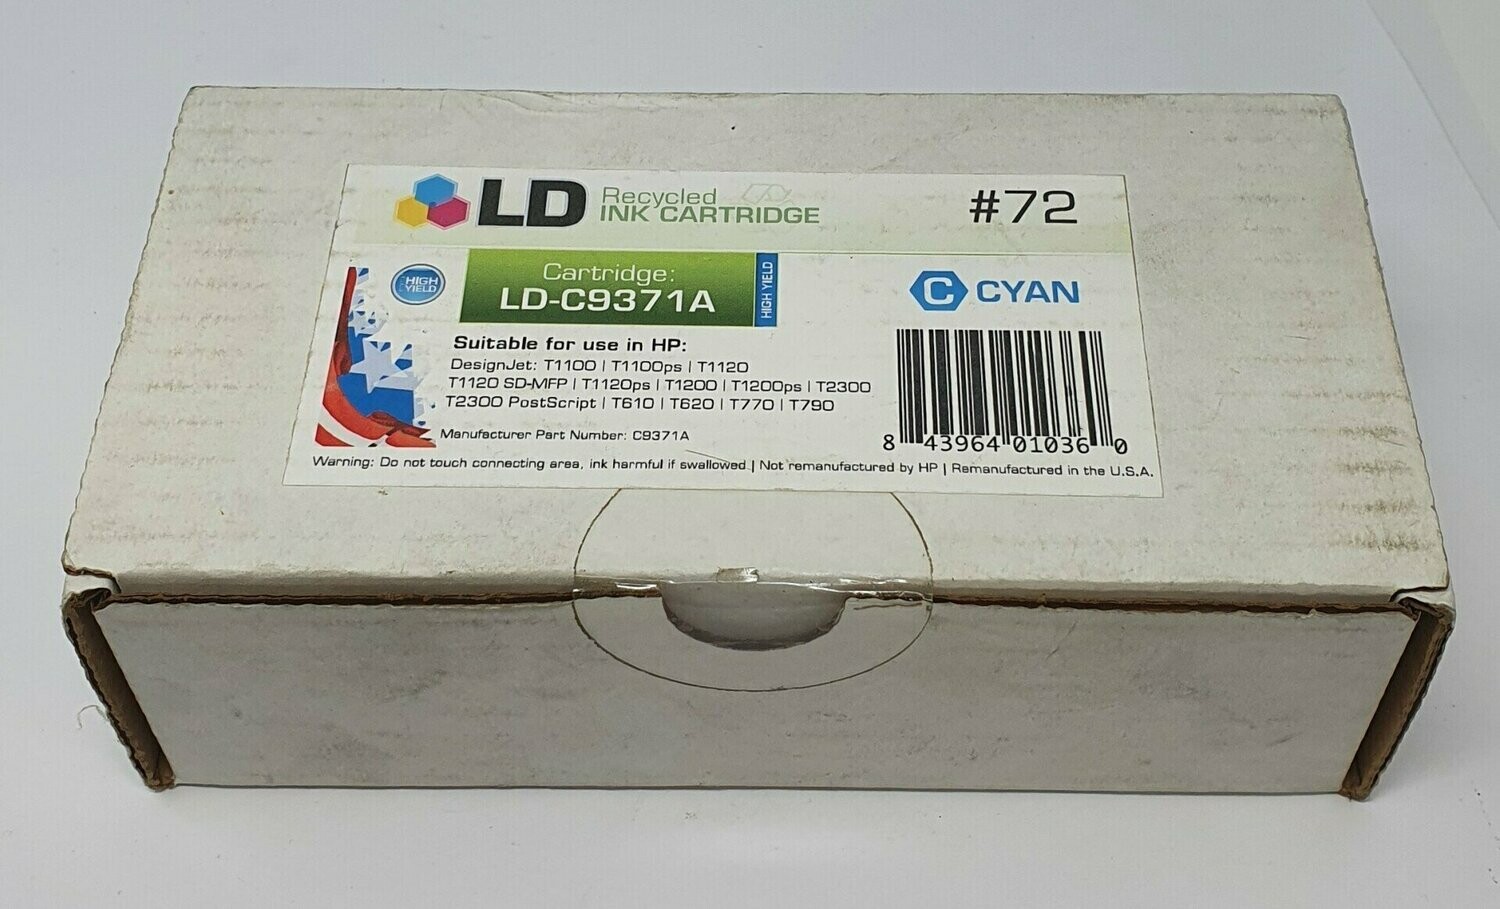 LD Recycled
INK CARTRIDGE
#72
HIGH
YIELD
Cartridge:
LD-C9371A
HIGH YIELD
C CYAN
Suitable for use in HP:
DesignJet: T1100 | T1100ps | T1120
T1120 SD-MFP | T1120ps | T1200 | T1200ps | T2300
T2300 PostScript | T610 | T620 | T770 | T790
Manufacturer Part Number: C9371A
8 43964 01036 0
Warning: Do not touch connecting area, ink harmful if swallowed | Not remanufactured by HP | Remanufactured in the U.S.A.